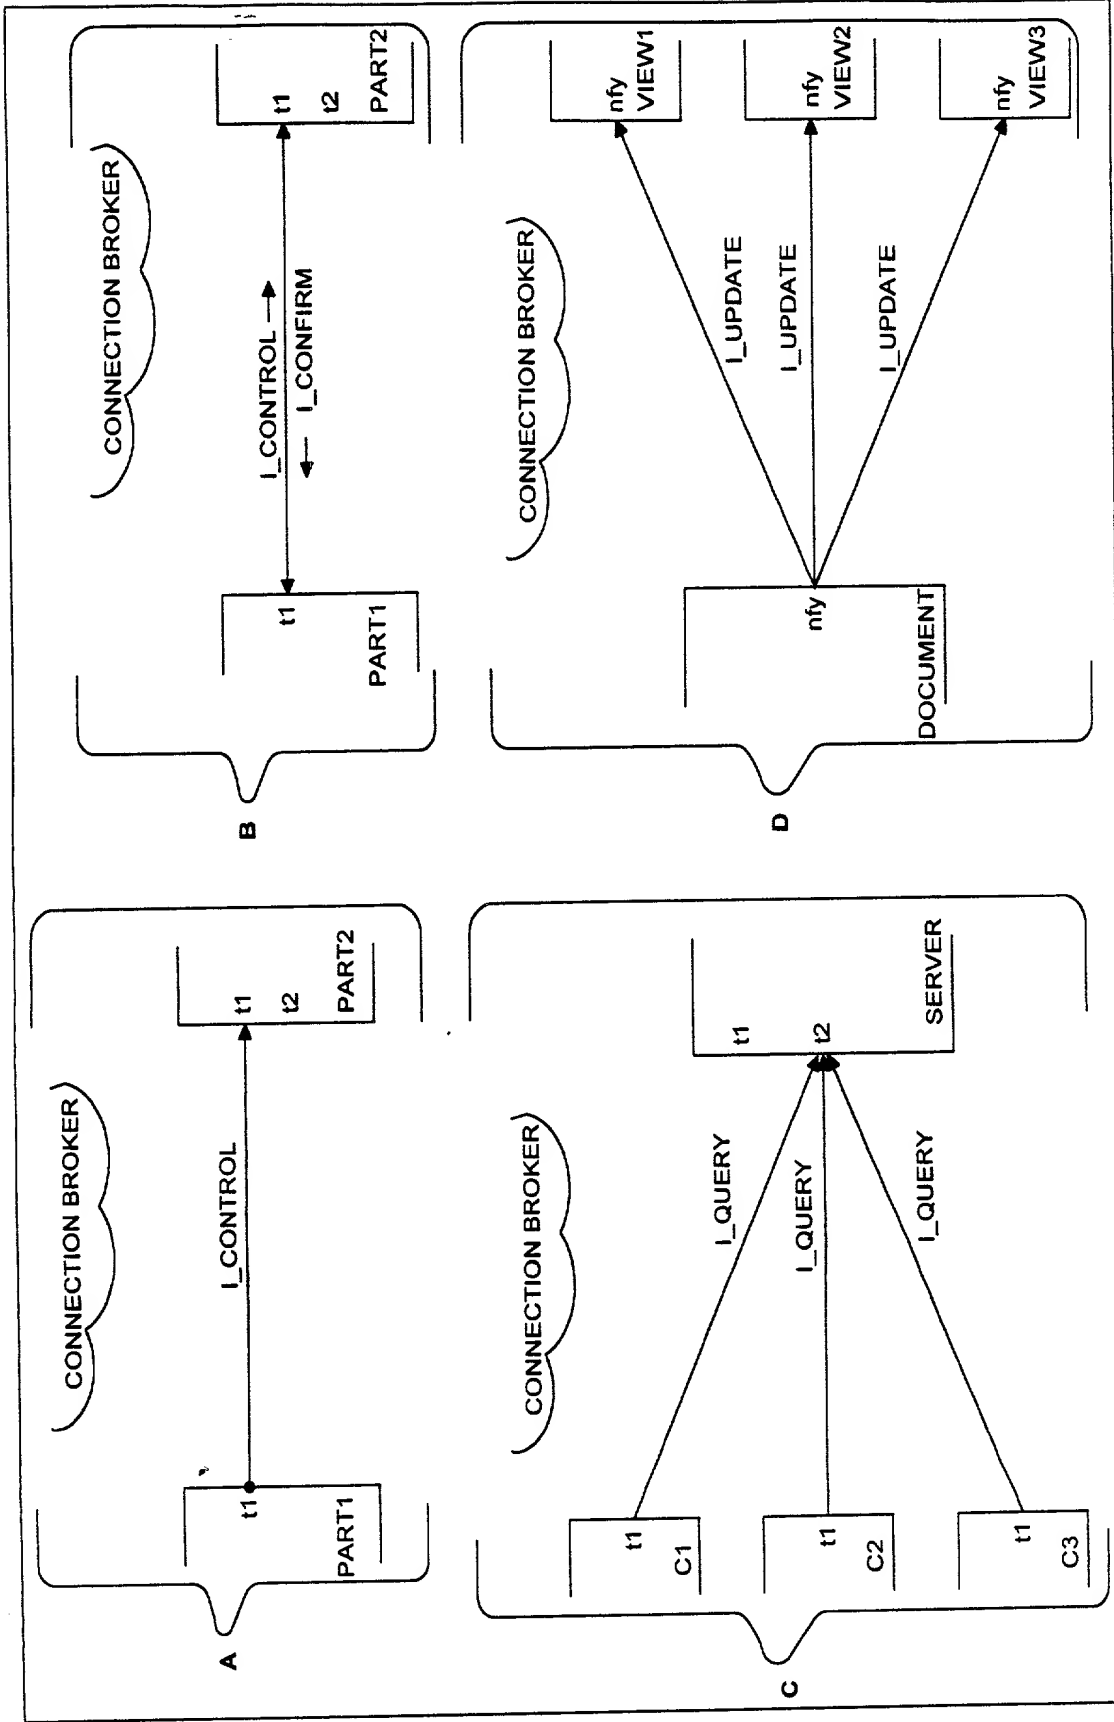 A
CONNECTION BROKER
I_CONTROL
t1
PART1
t1
t2
PART2
B
CONNECTION BROKER
I_CONTROL →
← I_CONFIRM
t1
PART1
t1
t2
PART2
C
CONNECTION BROKER
t1
C1
t1
C2
t1
C3
I_QUERY
I_QUERY
I_QUERY
t1
t2
SERVER
D
CONNECTION BROKER
nfy
DOCUMENT
I_UPDATE
I_UPDATE
I_UPDATE
nfy
VIEW1
nfy
VIEW2
nfy
VIEW3